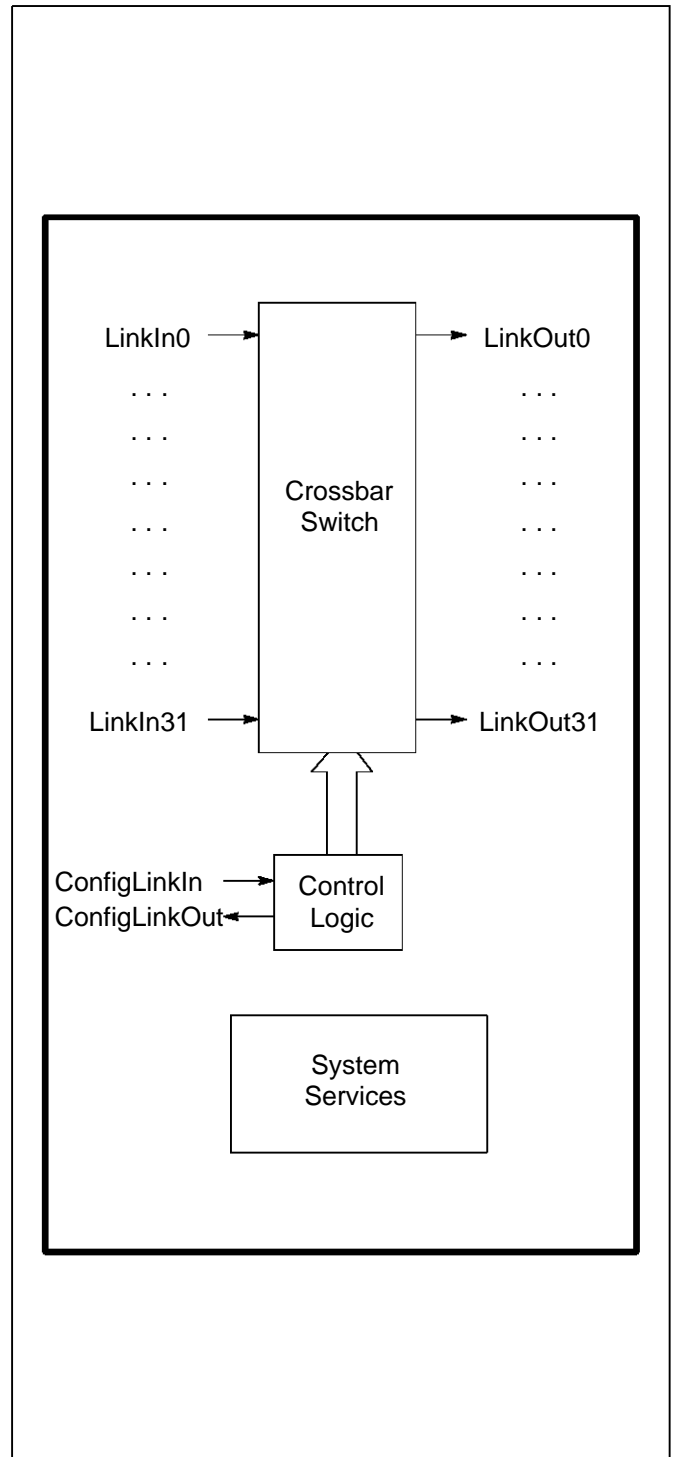 LinkIn0 LinkOut0
. . . . . .
. . . . . .
. . . . . .
Crossbar
Switch
. . . . . .
. . . . . .
. . . . . .
. . . . . .
LinkIn31 LinkOut31
ConfigLinkIn
ConfigLinkOut
Control
Logic
System
Services